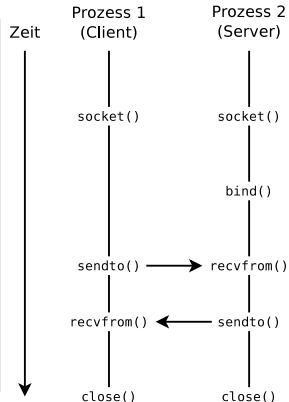 Prozess 1 Prozess 2
Zeit (Client) (Server)
socket() socket()
bind()
sendto() recvfrom()
recvfrom() sendto()
close() close()